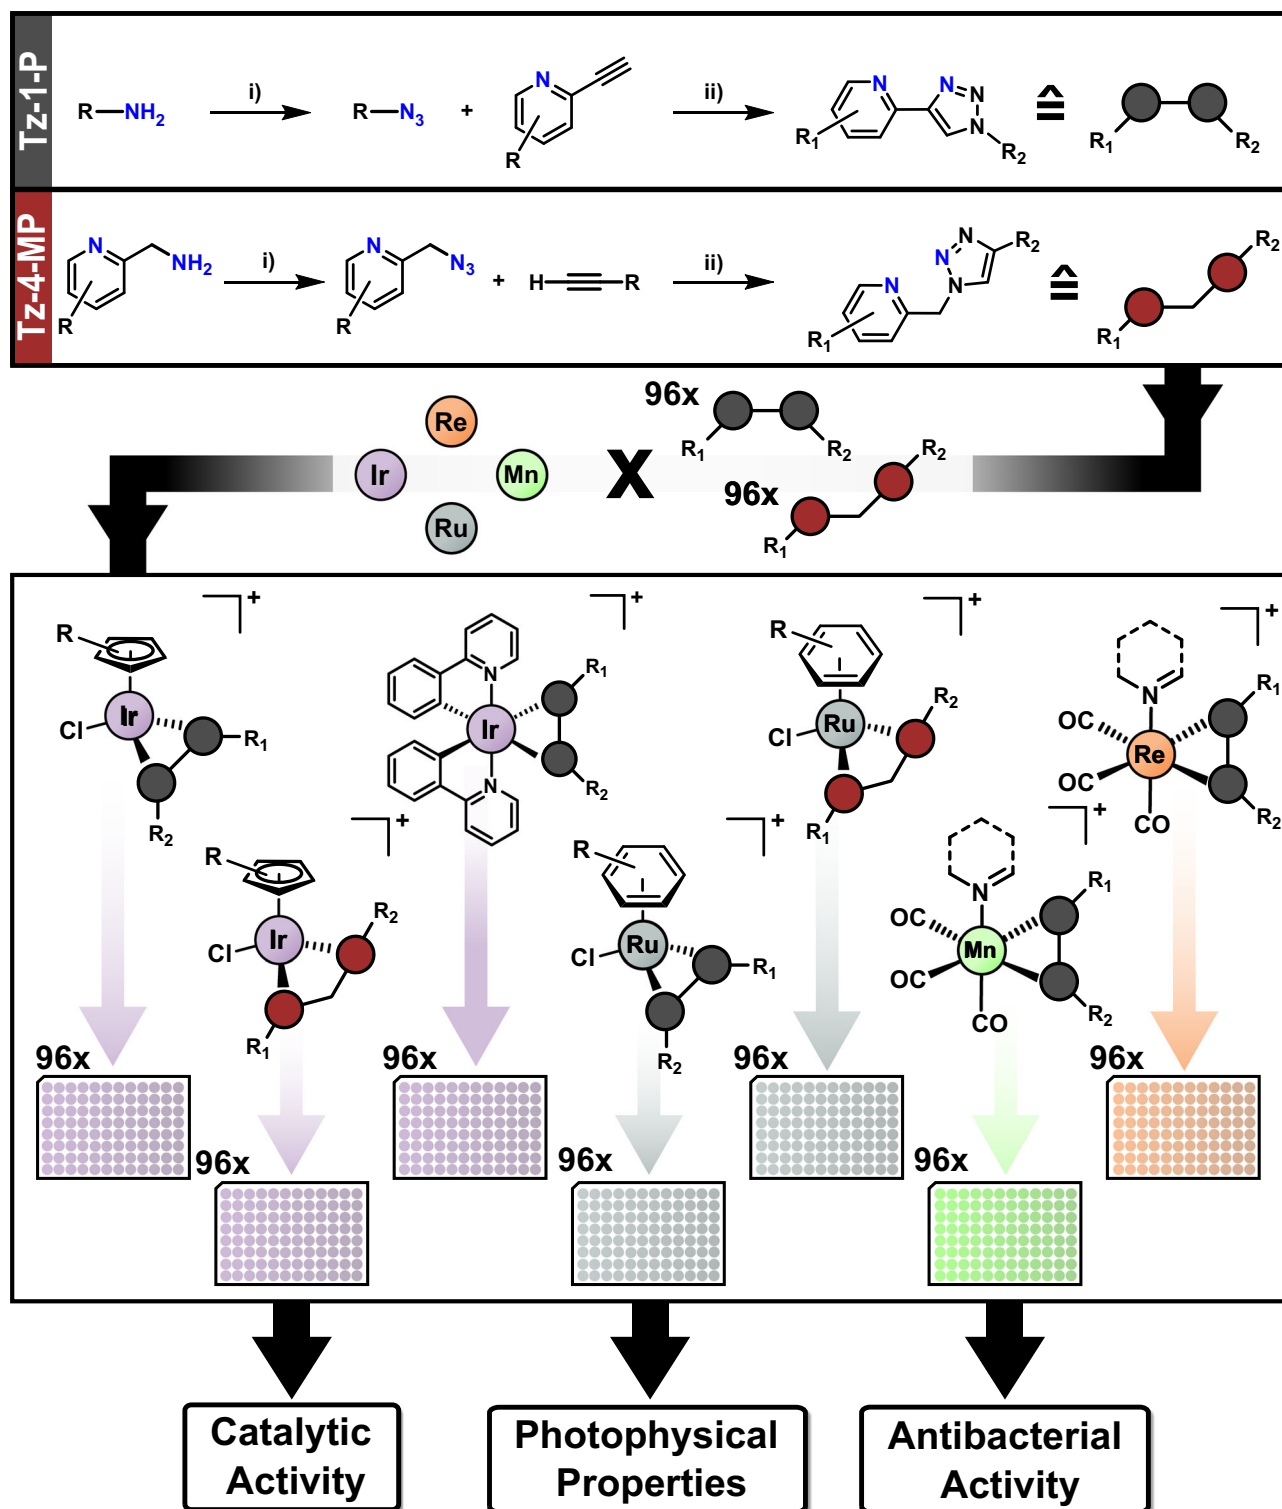 Tz-1-P
R—NH2
i)
R—N3
+
N
R
ii)
N
N
N
N
R1
R2
≙
R1
R2
Tz-4-MP
N
NH2
R
i)
N
N3
R
+
H
R
ii)
N
N
N
N
R1
R2
≙
R1
R2
Re
Ir
Mn
Ru
X
96x
R1
R2
96x
R1
R2
R
Ir
Cl
R1
R2
+
N
Ir
N
R1
R2
+
R
Ru
Cl
R2
R1
+
N
CO
OC
CO
Re
R1
R2
+
R
Ir
Cl
R2
R1
+
R
Ru
Cl
R1
R2
+
N
OC
OC
CO
Mn
R1
R2
+
96x
96x
96x
96x
96x
96x
96x
Catalytic
Activity
Photophysical
Properties
Antibacterial
Activity